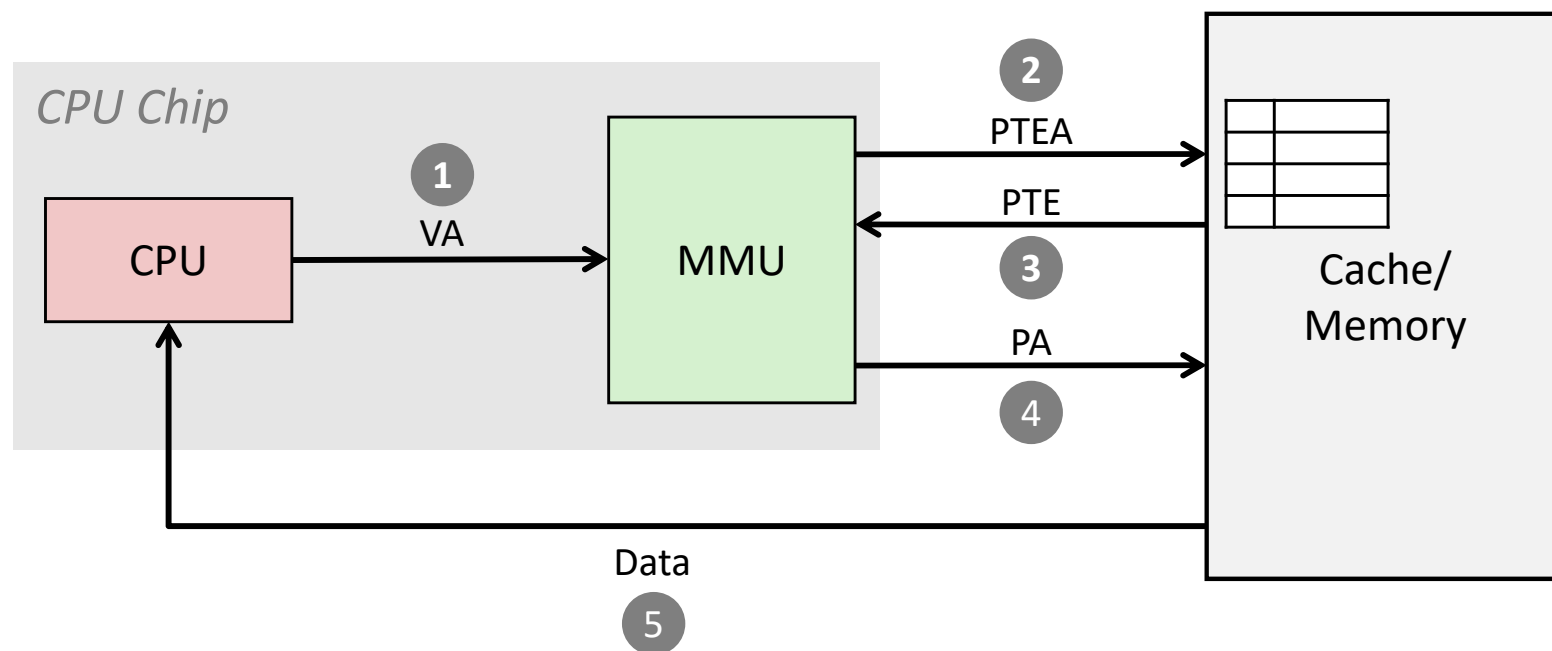 CPU Chip
CPU
1
VA
MMU
2
PTEA
PTE
3
PA
4
Cache/
Memory
Data
5